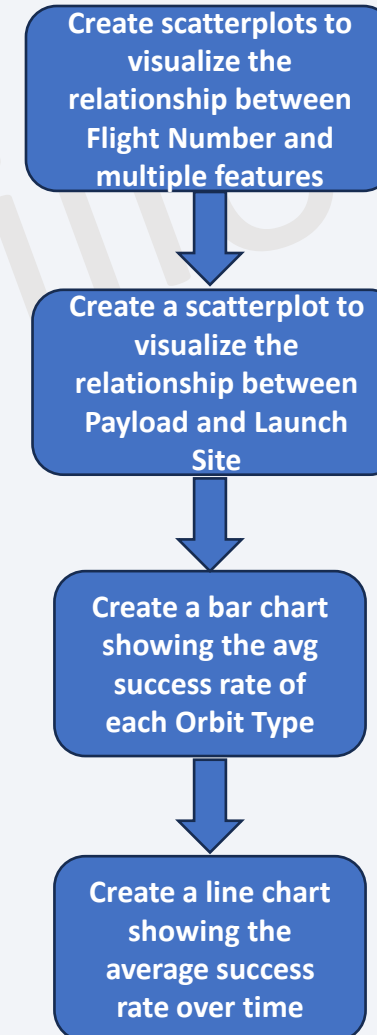 Create scatterplots to
visualize the
relationship between
Flight Number and
multiple features
Create a scatterplot to
visualize the
relationship between
Payload and Launch
Site
Create a bar chart
showing the avg
success rate of
each Orbit Type
Create a line chart
showing the
average success
rate over time